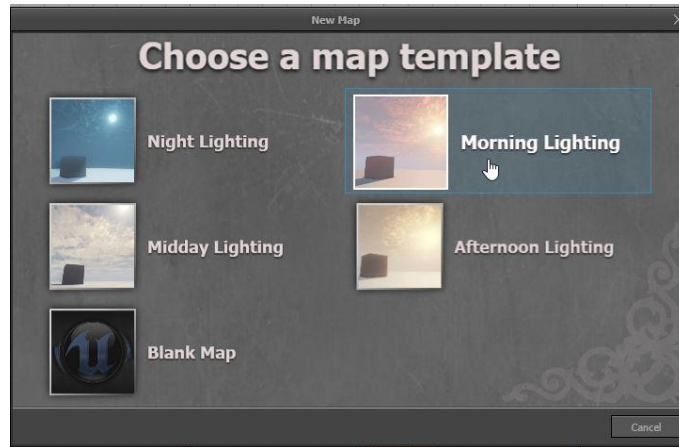 New Map
Choose a map template
Night Lighting
Morning Lighting
Midday Lighting
Afternoon Lighting
Blank Map
Cancel